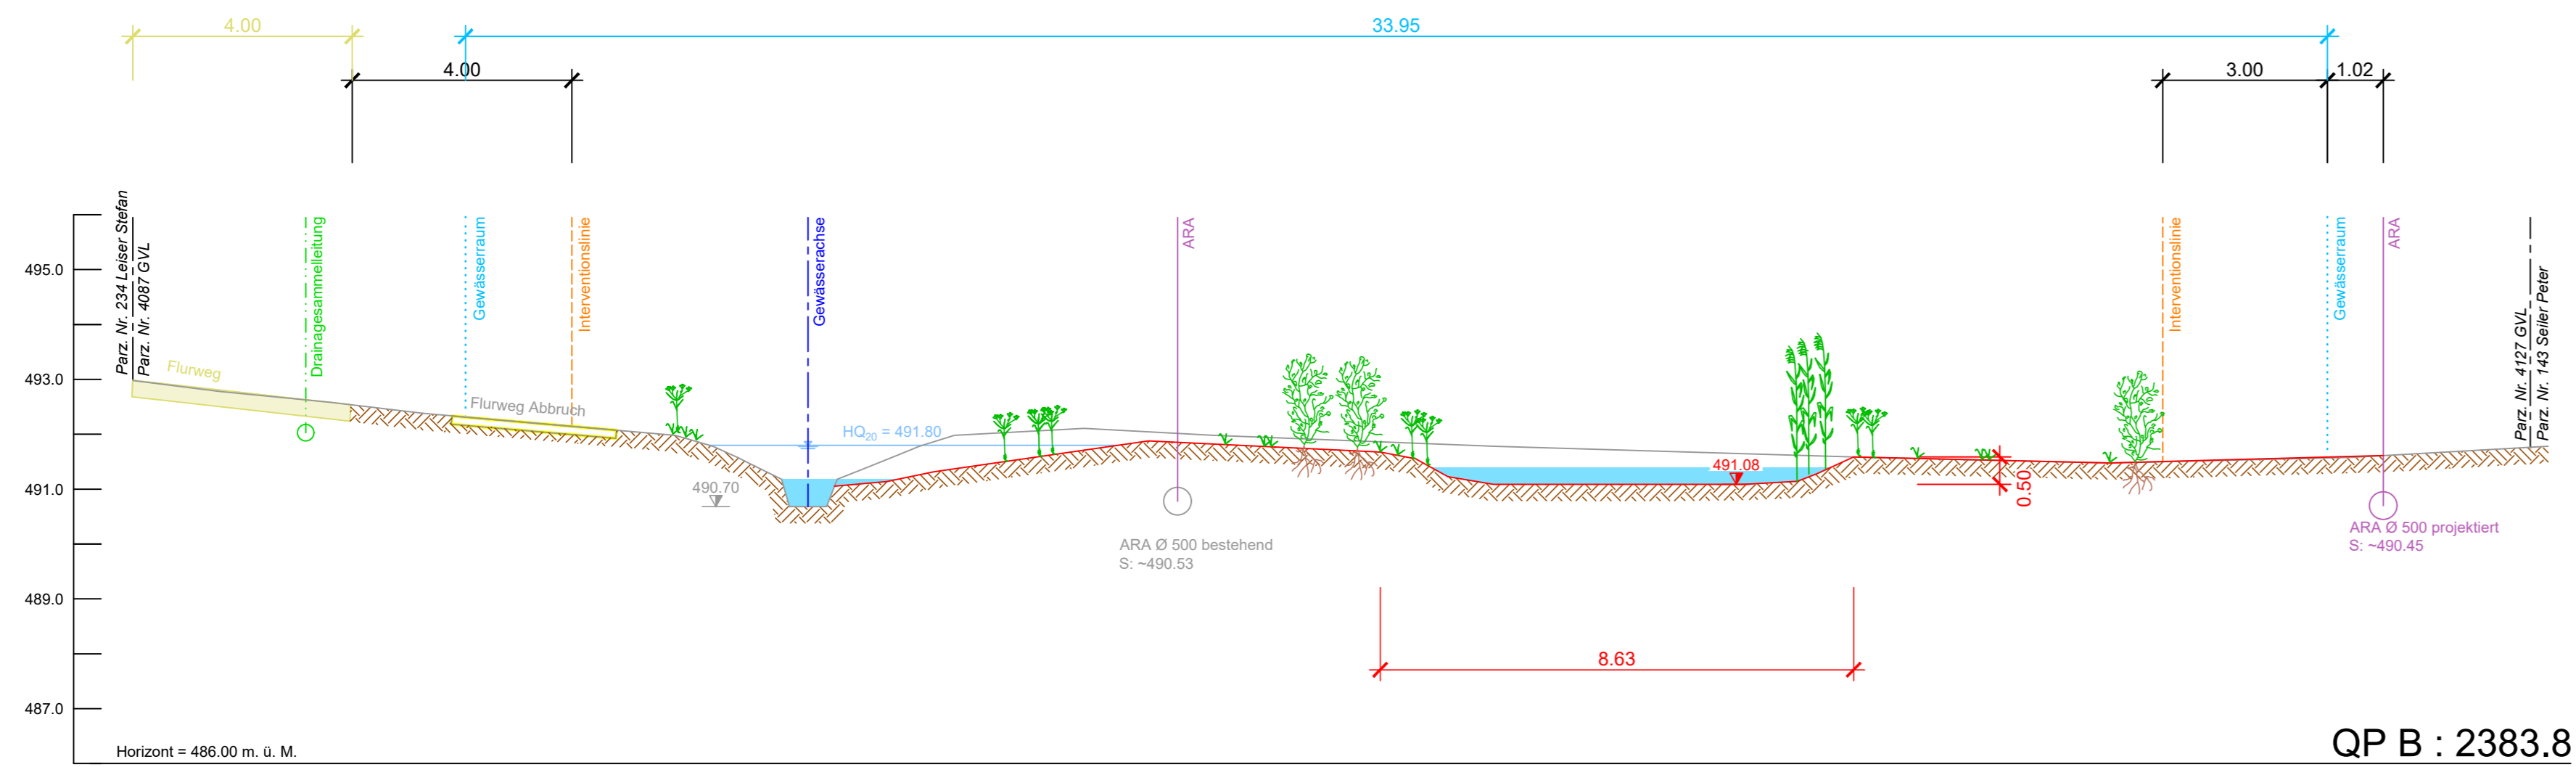 4.00
33.95
4.00
3.00
1.02
Parz. Nr. 234 Leiser Stefan
Parz. Nr. 4087 GVL
Drainagesammelleitung
Gewässerraum
Interventionslinie
Gewässerachse
ARA
Interventionslinie
Gewässerraum
ARA
Parz. Nr. 4127 GVL
Parz. Nr. 143 Seiler Peter
495.0
493.0
491.0
489.0
487.0
Flurweg
Flurweg Abbruch
HQ20 = 491.80
490.70
491.08
0.50
ARA Ø 500 bestehend
S: ~490.53
ARA Ø 500 projektiert
S: ~490.45
8.63
Horizont = 486.00 m. ü. M.
QP B : 2383.8